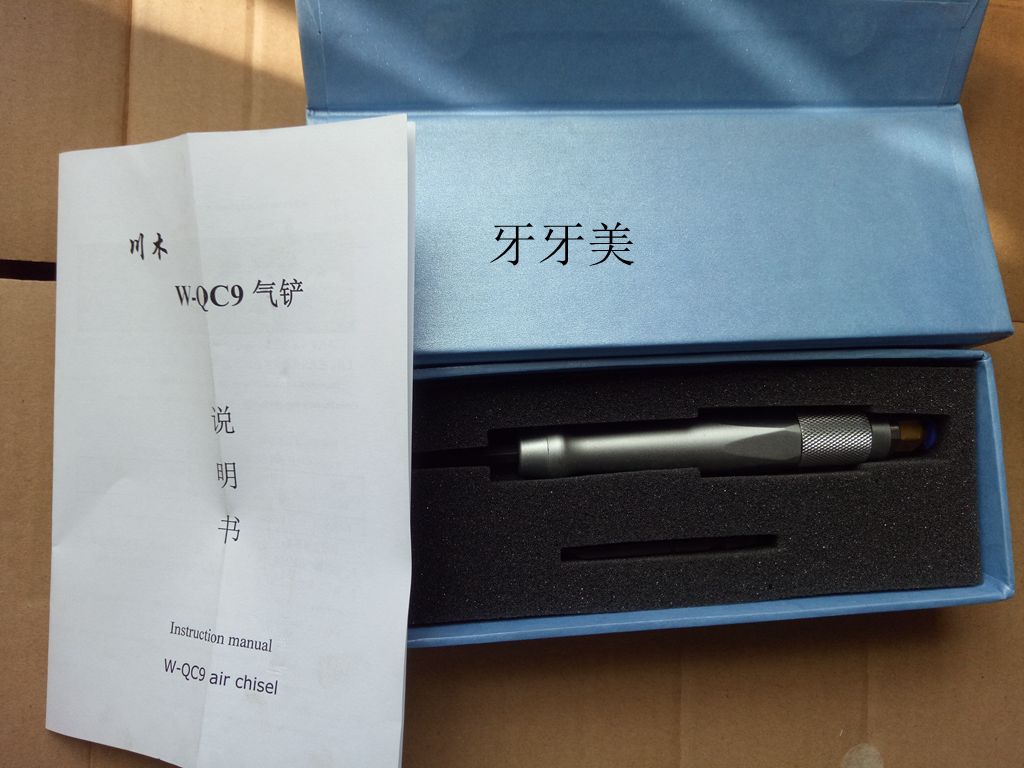 川木
W-QC9 气铲
说
明
书
Instruction manual
W-QC9 air chisel
牙牙美